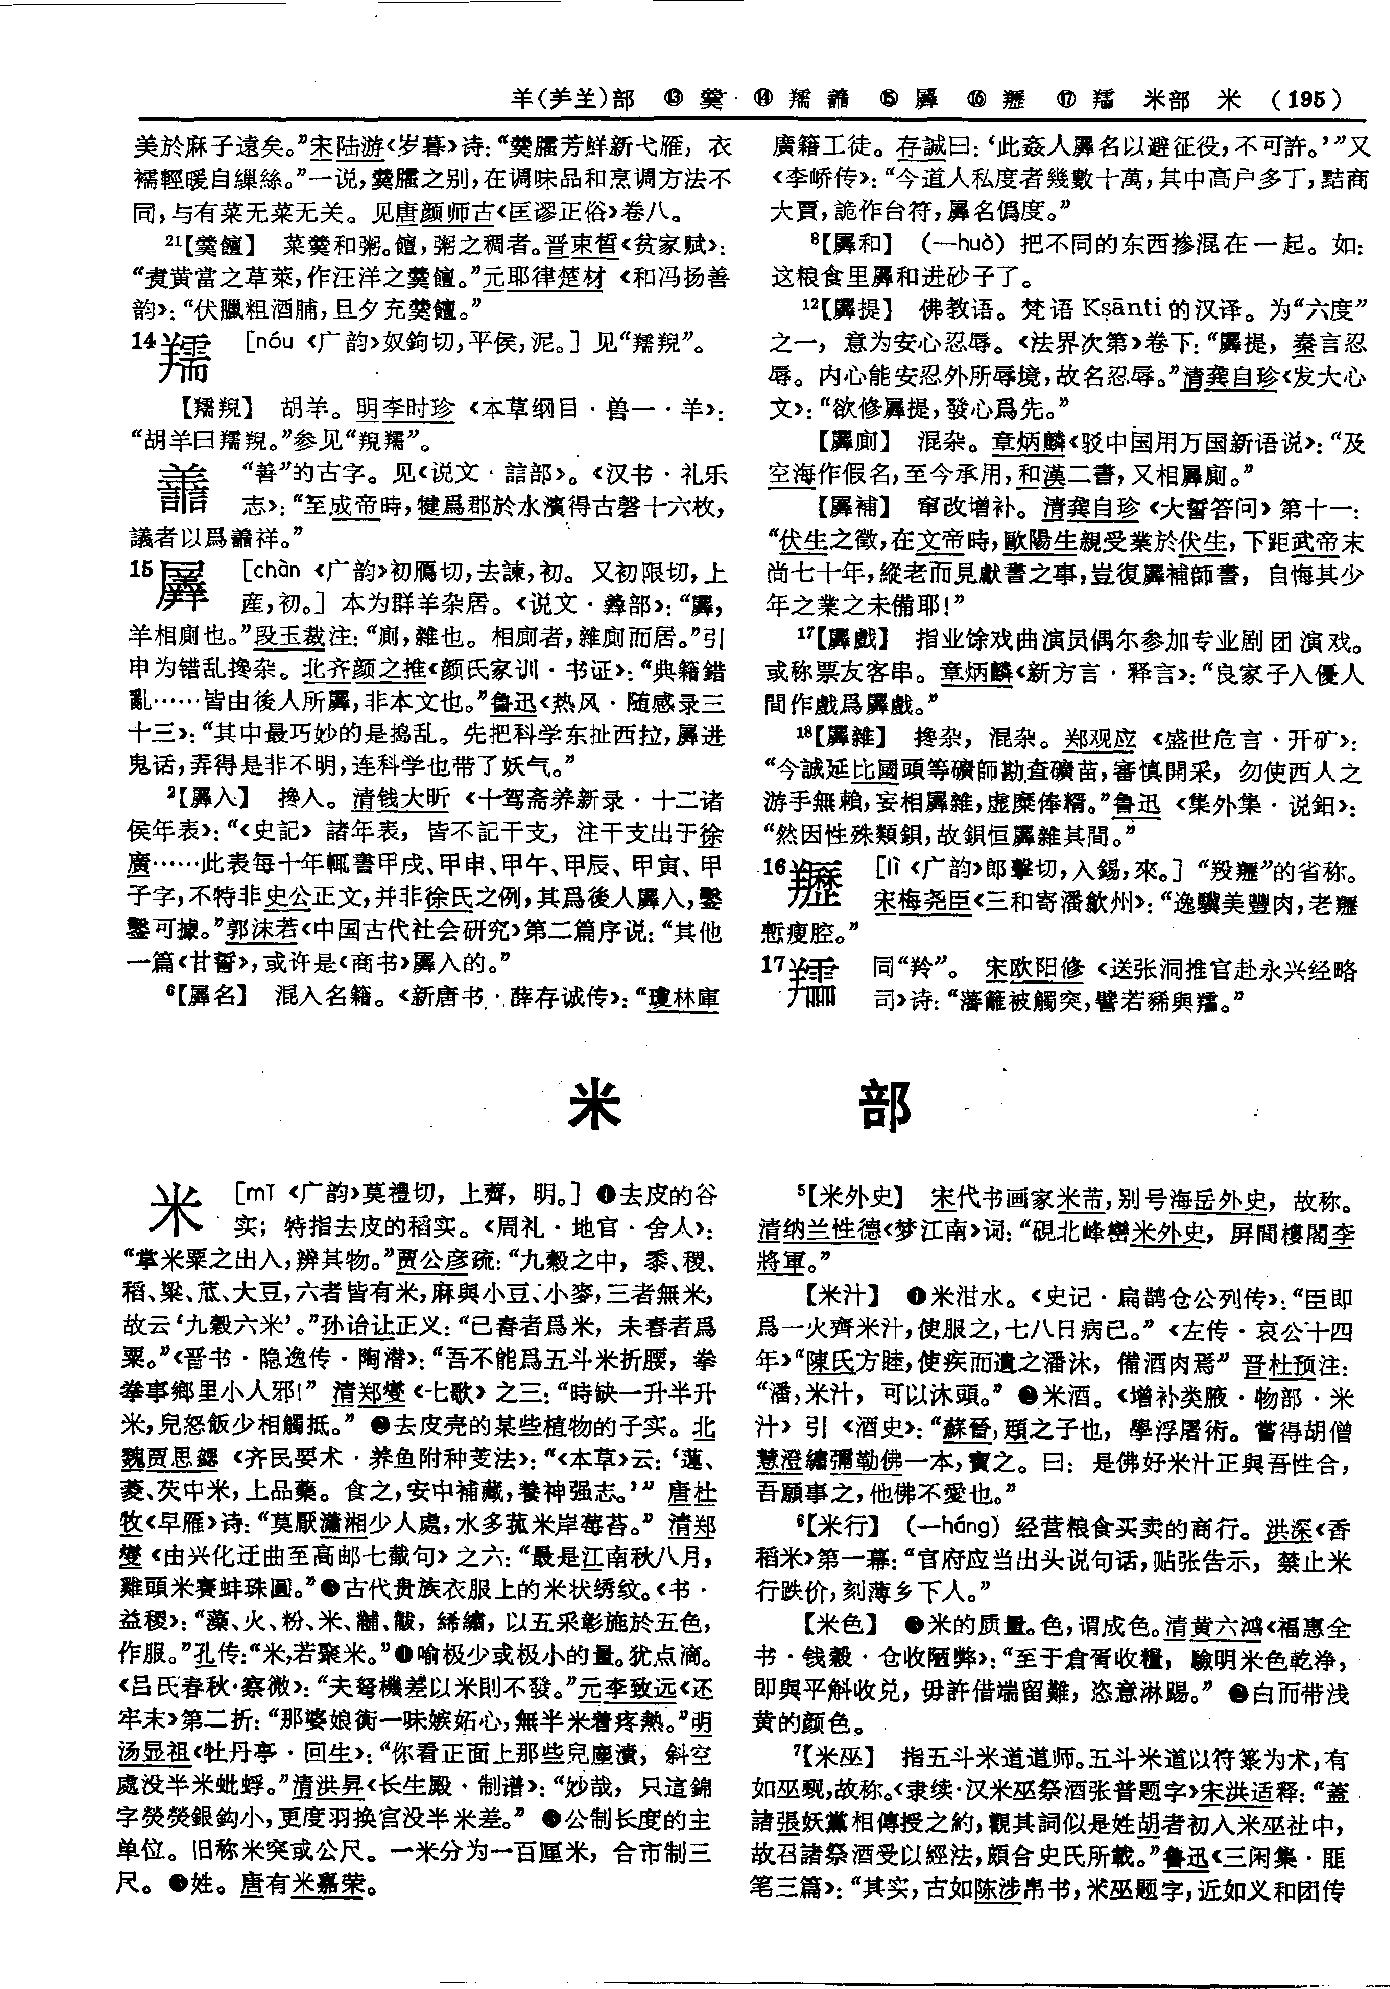 羊(⺶⺷)部 ⑬ 羹 ⑭ 羺 譱 ⑮ 羼 ⑯ ⑰ 米部 米 (195)
美於麻子遠矣。”宋陆游《岁暮》诗：“羹臛芳鮮新弋雁，衣
襦輕暖自繅絲。”一说，羹臛之别，在调味品和烹调方法不
同，与有菜无菜无关。见唐颜师古《匡谬正俗》卷八。
21【羹饘】 菜羹和粥。饘，粥之稠者。晋束皙《贫家赋》：
“煮黄當之草萊，作汪洋之羹饘。”元耶律楚材《和冯扬善
韵》：“伏臘粗酒脯，旦夕充羹饘。”
14羺 [nóu《广韵》奴鉤切，平侯，泥。] 见“羺羺”。
【羺羺】 胡羊。明李时珍《本草纲目·兽一·羊》：
“胡羊曰羺羺。”参见“羺羺”。
譱 “善”的古字。见《说文·誩部》。《汉书·礼乐
志》：“至成帝時，犍爲郡於水濱得古磬十六枚，
議者以爲譱祥。”
15羼 [chàn《广韵》初鴈切，去諫，初。又初限切，上
産，初。] 本为群羊杂居。《说文·羴部》：“羼，
羊相廁也。”段玉裁注：“廁，雜也。相廁者，雜廁而居。”引
申为错乱搀杂。北齐颜之推《颜氏家训·书证》：“典籍錯
亂……皆由後人所羼，非本文也。”鲁迅《热风·随感录三
十三》：“其中最巧妙的是捣乱。先把科学东扯西拉，羼进
鬼话，弄得是非不明，连科学也带了妖气。”
2【羼入】 搀入。清钱大昕《十驾斋养新录·十二诸
侯年表》：“《史記》諸年表，皆不記干支，注干支出于徐
廣……此表每十年輒書甲戌、甲申、甲午、甲辰、甲寅、甲
子字，不特非史公正文，并非徐氏之例，其爲後人羼入，鑿
鑿可據。”郭沫若《中国古代社会研究》第二篇序说：“其他
一篇《甘誓》，或许是《商书》羼入的。”
6【羼名】 混入名籍。《新唐书·薛存诚传》：“瓊林庫
廣籍工徒。存誠曰：‘此姦人羼名以避征役，不可許。’”又
《李峤传》：“今道人私度者幾數十萬，其中高户多丁，黠商
大賈，詭作台符，羼名僞度。”
8【羼和】 (—huò) 把不同的东西掺混在一起。如：
这粮食里羼和进砂子了。
12【羼提】 佛教语。梵语 Kṣānti 的汉译。为“六度”
之一，意为安心忍辱。《法界次第》卷下：“羼提，秦言忍
辱。内心能安忍外所辱境，故名忍辱。”清龚自珍《发大心
文》：“欲修羼提，發心爲先。”
【羼廁】 混杂。章炳麟《驳中国用万国新语说》：“及
空海作假名，至今承用，和漢二書，又相羼廁。”
【羼補】 窜改增补。清龚自珍《大誓答问》第十一：
“伏生之徵，在文帝時，歐陽生親受業於伏生，下距武帝末
尚七十年，縱老而見獻書之事，豈復羼補師書，自悔其少
年之業之未備耶！”
17【羼戲】 指业馀戏曲演员偶尔参加专业剧团演戏。
或称票友客串。章炳麟《新方言·释言》：“良家子入優人
間作戲爲羼戲。”
18【羼雜】 搀杂，混杂。郑观应《盛世危言·开矿》：
“今誠延比國頭等礦師勘查礦苗，審慎開采，勿使西人之
游手無賴，妄相羼雜，虚糜俸糈。”鲁迅《集外集·说鈤》：
“然因性殊類鋇，故鋇恒羼雜其間。”
16 [lì《广韵》郎擊切，入錫，來。] 的省称。
宋梅尧臣《三和寄潘歙州》：“逸驥美豐肉，老
慙瘦腔。”
17 同“羚”。宋欧阳修《送张洞推官赴永兴经略
司》诗：“藩籬被觸突，譬若豨與。”
米 部
米 [mǐ《广韵》莫禮切，上薺，明。] ❶去皮的谷
实；特指去皮的稻实。《周礼·地官·舍人》：
“掌米粟之出入，辨其物。”贾公彦疏：“九穀之中，黍、稷、
稻、粱、苽、大豆，六者皆有米，麻與小豆、小麥，三者無米，
故云‘九穀六米’。”孙诒让正义：“已舂者爲米，未舂者爲
粟。”《晋书·隐逸传·陶潜》：“吾不能爲五斗米折腰，拳
拳事鄉里小人邪！”清郑燮《七歌》之三：“時缺一升半升
米，兒怒飯少相觸抵。” ❷去皮壳的某些植物的子实。北
魏贾思勰《齐民要术·养鱼附种芰法》：“《本草》云：‘蓮、
菱、芡中米，上品藥。食之，安中補藏，養神强志。’”唐杜
牧《早雁》诗：“莫厭瀟湘少人處，水多菰米岸莓苔。”清郑
燮《由兴化迂曲至高邮七截句》之六：“最是江南秋八月，
雞頭米賽蚌珠圓。”❸古代贵族衣服上的米状绣纹。《书·
益稷》：“藻、火、粉、米、黼、黻，絺繡，以五采彰施於五色，
作服。”孔传：“米，若聚米。”❹喻极少或极小的量。犹点滴。
《吕氏春秋·察微》：“夫弩機差以米則不發。”元李致远《还
牢末》第二折：“那婆娘衠一味嫉妬心，無半米着疼熱。”明
汤显祖《牡丹亭·回生》：“你看正面上那些兒塵漬，斜空
處没半米蚍蜉。”清洪昇《长生殿·制谱》：“妙哉，只這錦
字熒熒銀鈎小，更度羽换宫没半米差。” ❺公制长度的主
单位。旧称米突或公尺。一米分为一百厘米，合市制三
尺。❻姓。唐有米嘉荣。
5【米外史】 宋代书画家米芾，别号海岳外史，故称。
清纳兰性德《梦江南》词：“硯北峰巒米外史，屏間樓閣李
將軍。”
【米汁】 ❶米泔水。《史记·扁鹊仓公列传》：“臣即
爲一火齊米汁，使服之，七八日病已。”《左传·哀公十四
年》“陳氏方睦，使疾而遺之潘沐，備酒肉焉”晋杜预注：
“潘，米汁，可以沐頭。” ❷米酒。《增补类腋·物部·米
汁》引《酒史》：“蘇晉，頲之子也，學浮屠術。嘗得胡僧
慧澄繡彌勒佛一本，寶之。曰：是佛好米汁正與吾性合，
吾願事之，他佛不愛也。”
6【米行】 (—háng) 经营粮食买卖的商行。洪深《香
稻米》第一幕：“官府应当出头说句话，贴张告示，禁止米
行跌价，刻薄乡下人。”
【米色】 ❶米的质量。色，谓成色。清黄六鸿《福惠全
书·钱穀·仓收陋弊》：“至于倉胥收糧，驗明米色乾浄，
即與平斛收兑，毋許借端留難，恣意淋踢。” ❷白而带浅
黄的颜色。
7【米巫】 指五斗米道道师。五斗米道以符箓为术，有
如巫觋，故称。《隶续·汉米巫祭酒张普题字》宋洪适释：“蓋
諸張妖黨相傳授之約，觀其詞似是姓胡者初入米巫社中，
故召諸祭酒受以經法，頗合史氏所載。”鲁迅《三闲集·匪
笔三篇》：“其实，古如陈涉帛书，米巫题字，近如义和团传